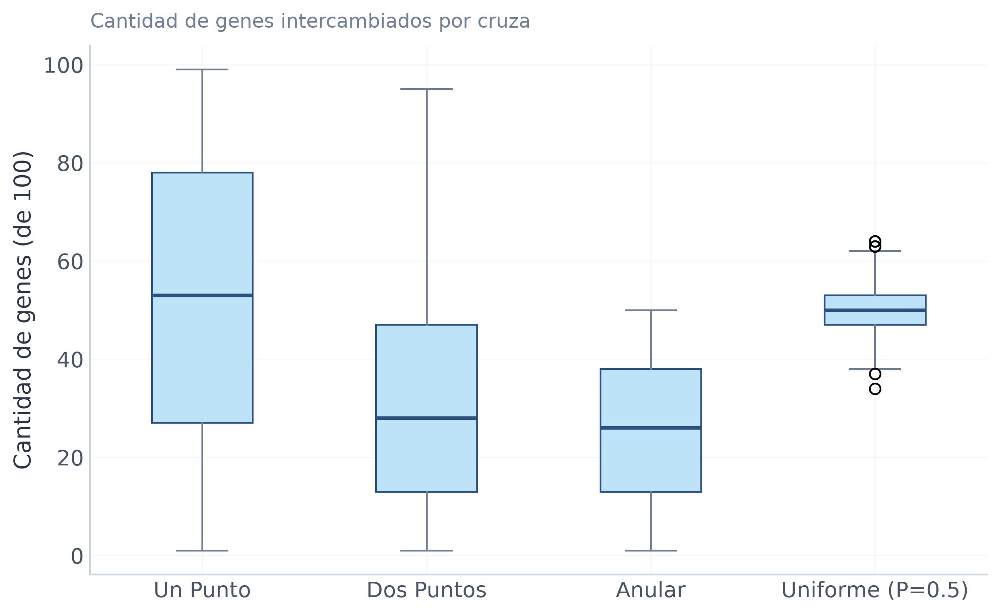 Cantidad de genes intercambiados por cruza
Cantidad de genes (de 100)
100
80
60
40
20
0
Un Punto
Dos Puntos
Anular
Uniforme (P=0.5)